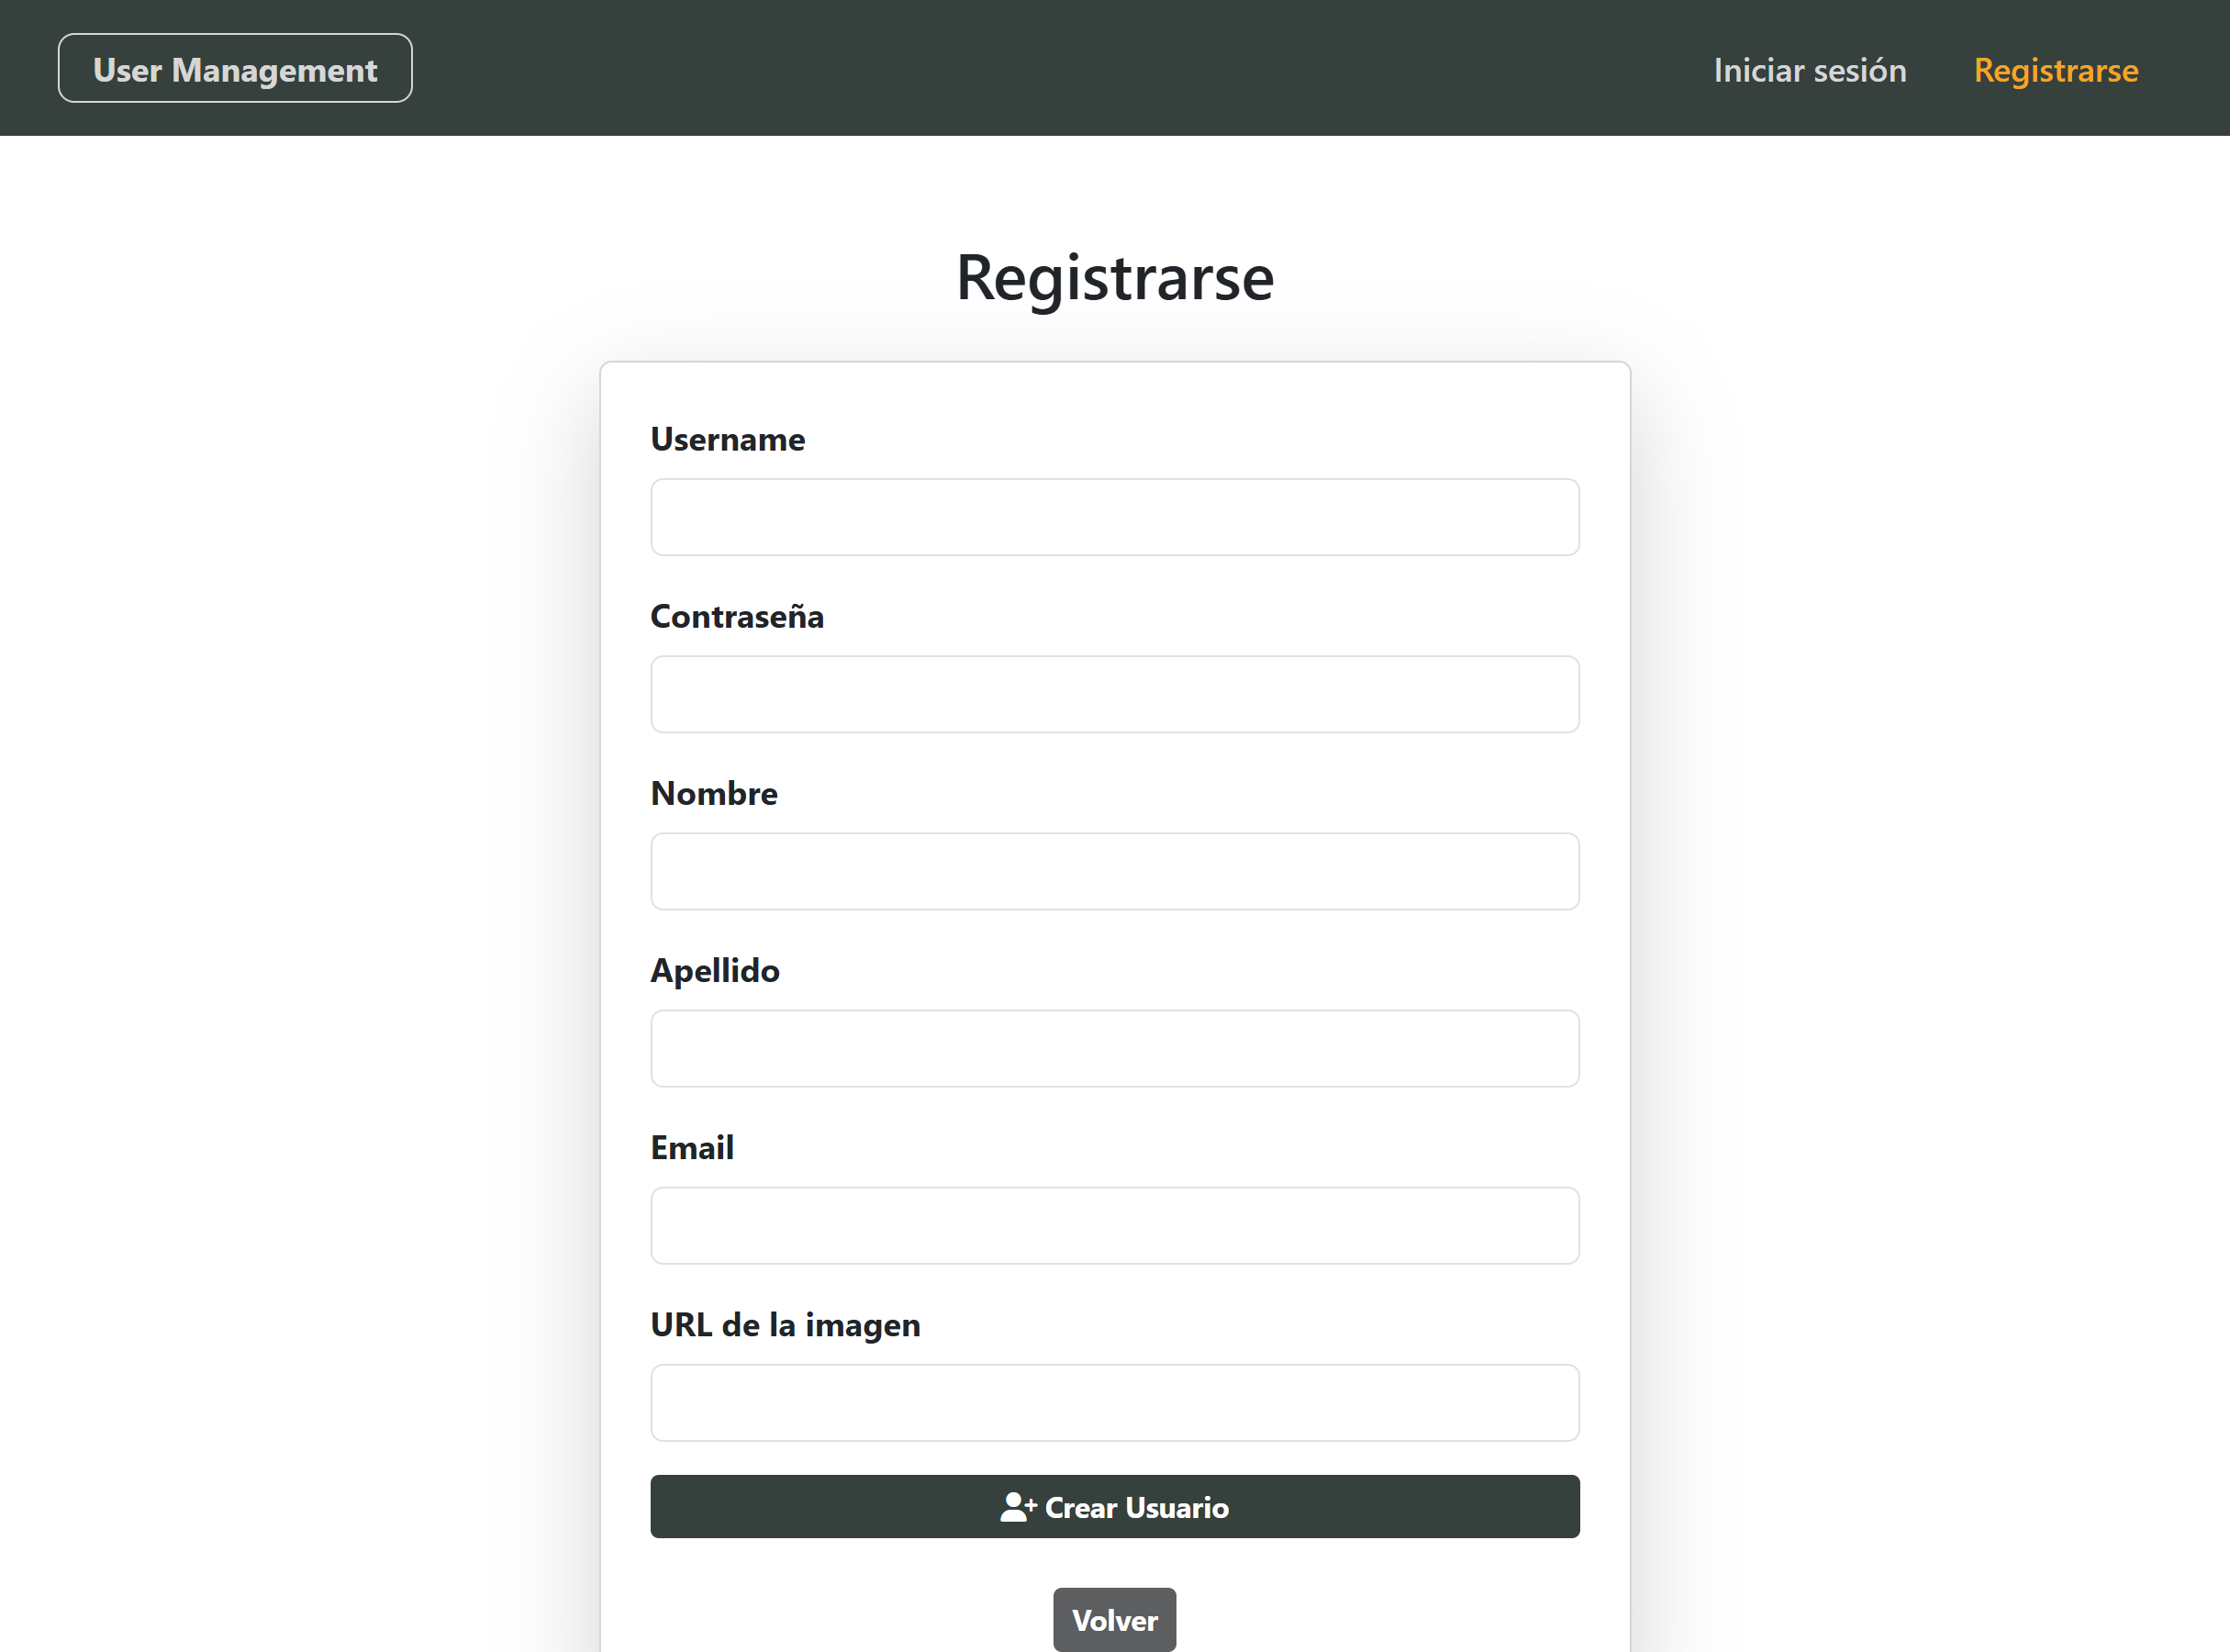 User Management
Iniciar sesión
Registrarse
Registrarse
Username
Contraseña
Nombre
Apellido
Email
URL de la imagen
Crear Usuario
Volver